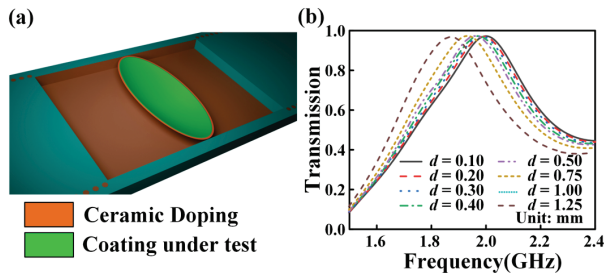 (a)
Ceramic Doping
Coating under test
(b)
Transmission
1.0
0.8
0.6
0.4
0.2
0.0
d = 0.10
d = 0.20
d = 0.30
d = 0.40
d = 0.50
d = 0.75
d = 1.00
d = 1.25
Unit: mm
1.6
1.8
2.0
2.2
2.4
Frequency(GHz)